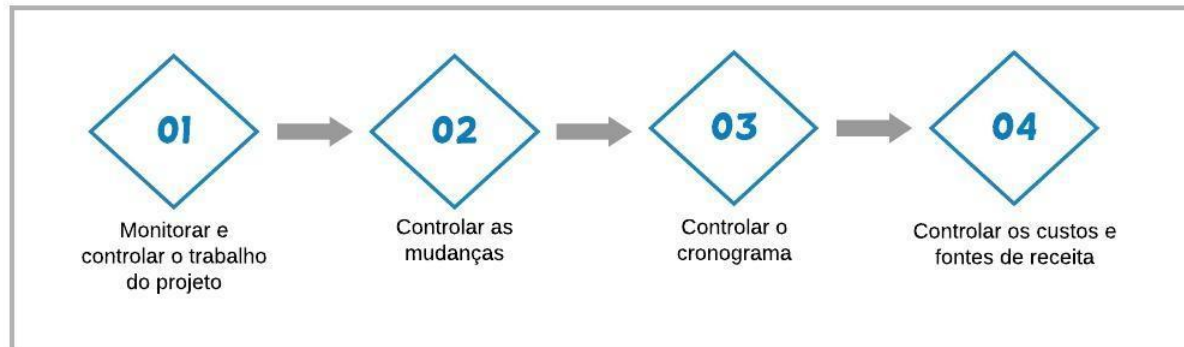 01
Monitorar e
controlar o trabalho
do projeto
02
Controlar as
mudanças
03
Controlar o
cronograma
04
Controlar os custos e
fontes de receita